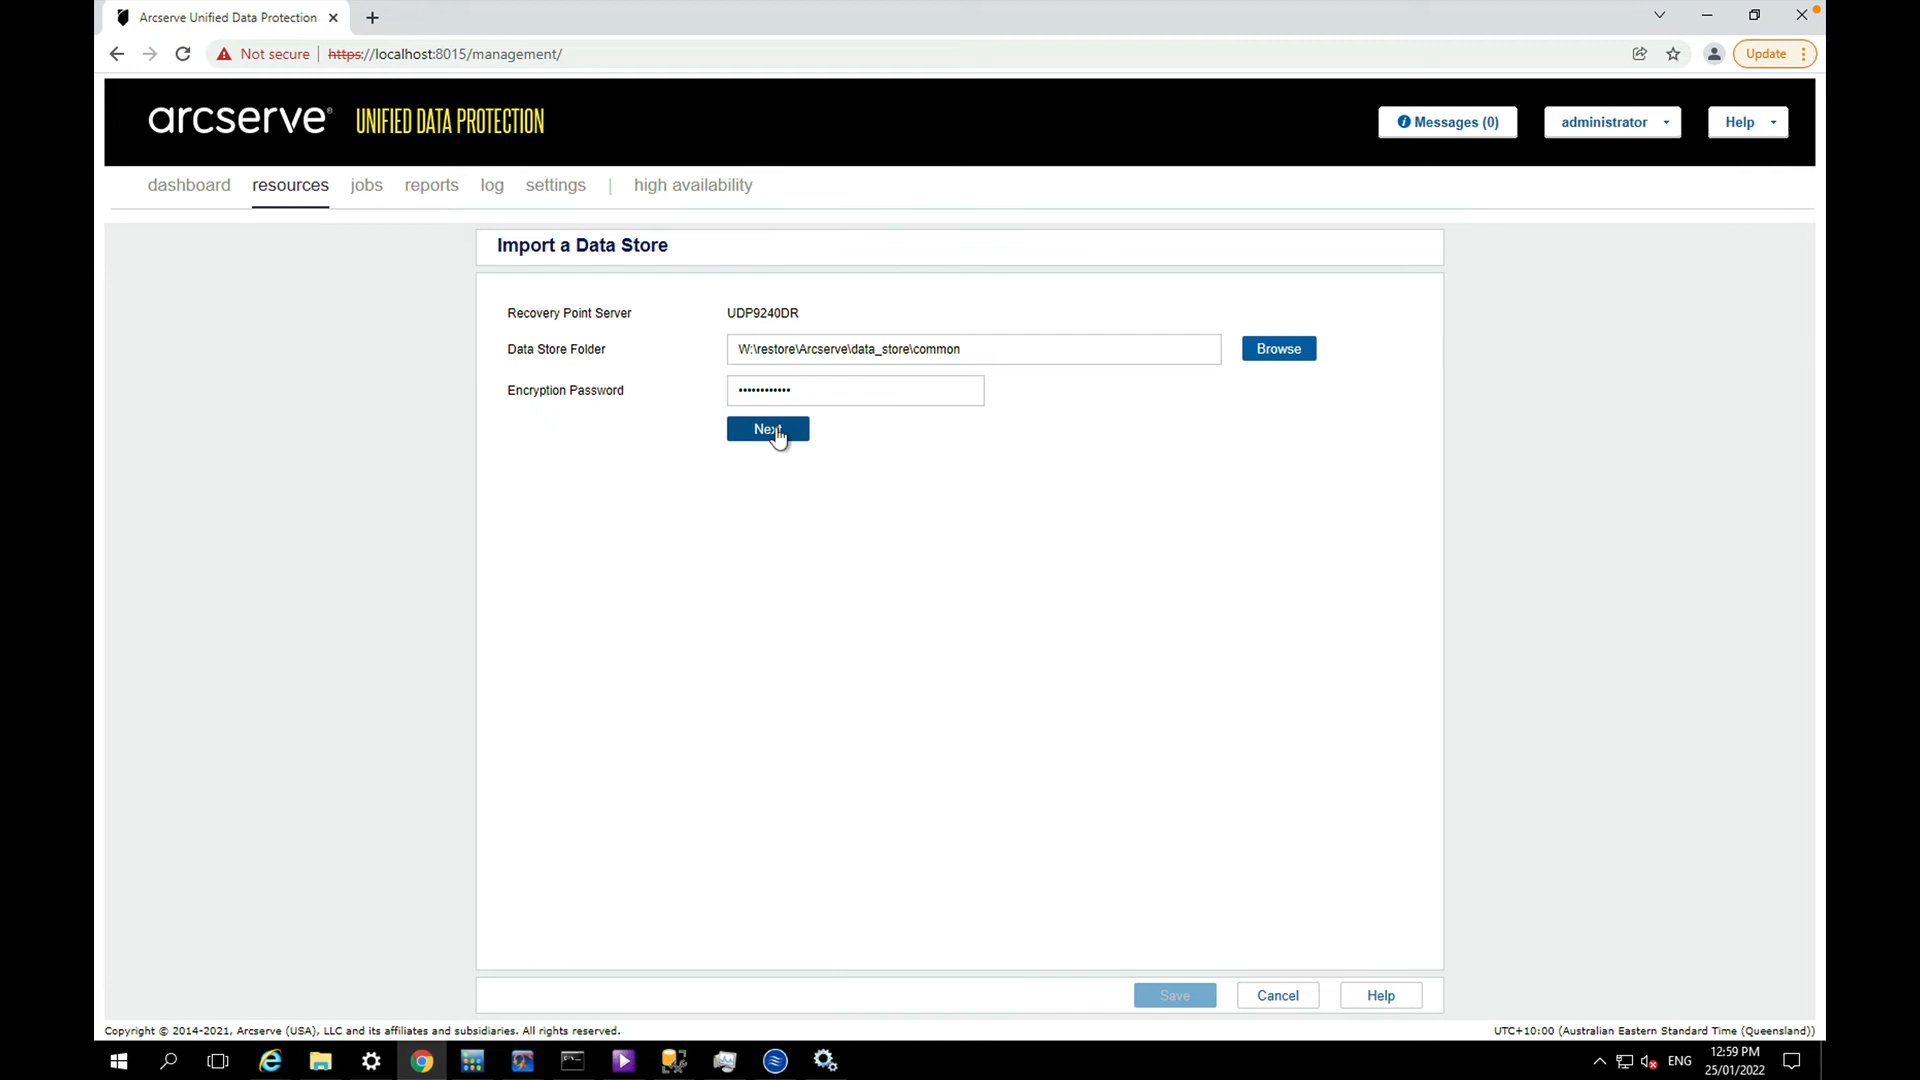 Arcserve Unified Data Protection
Not secure
https://localhost:8015/management/
Update
arcserve®
UNIFIED DATA PROTECTION
Messages (0)
administrator
Help
dashboard resources jobs reports log settings | high availability
Import a Data Store
Recovery Point Server UDP9240DR
Data Store Folder W:\restore\Arcserve\data_store\common Browse
Encryption Password ••••••••••••
Next
Save Cancel Help
Copyright © 2014-2021, Arcserve (USA), LLC and its affiliates and subsidiaries. All rights reserved.
UTC+10:00 (Australian Eastern Standard Time (Queensland))
ENG
12:59 PM
25/01/2022